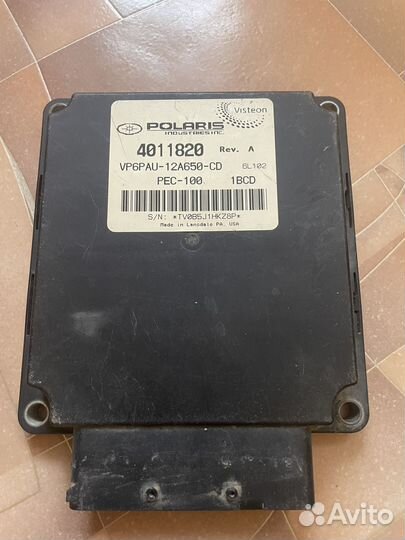 Visteon
POLARIS
INDUSTRIES INC.
4011820 Rev. A
VP6PAU-12A650-CD 6L102
PEC-100 1BCD
S/N: *TV0B5J1HKZ8P*
Made in Lansdale PA, USA
Avito